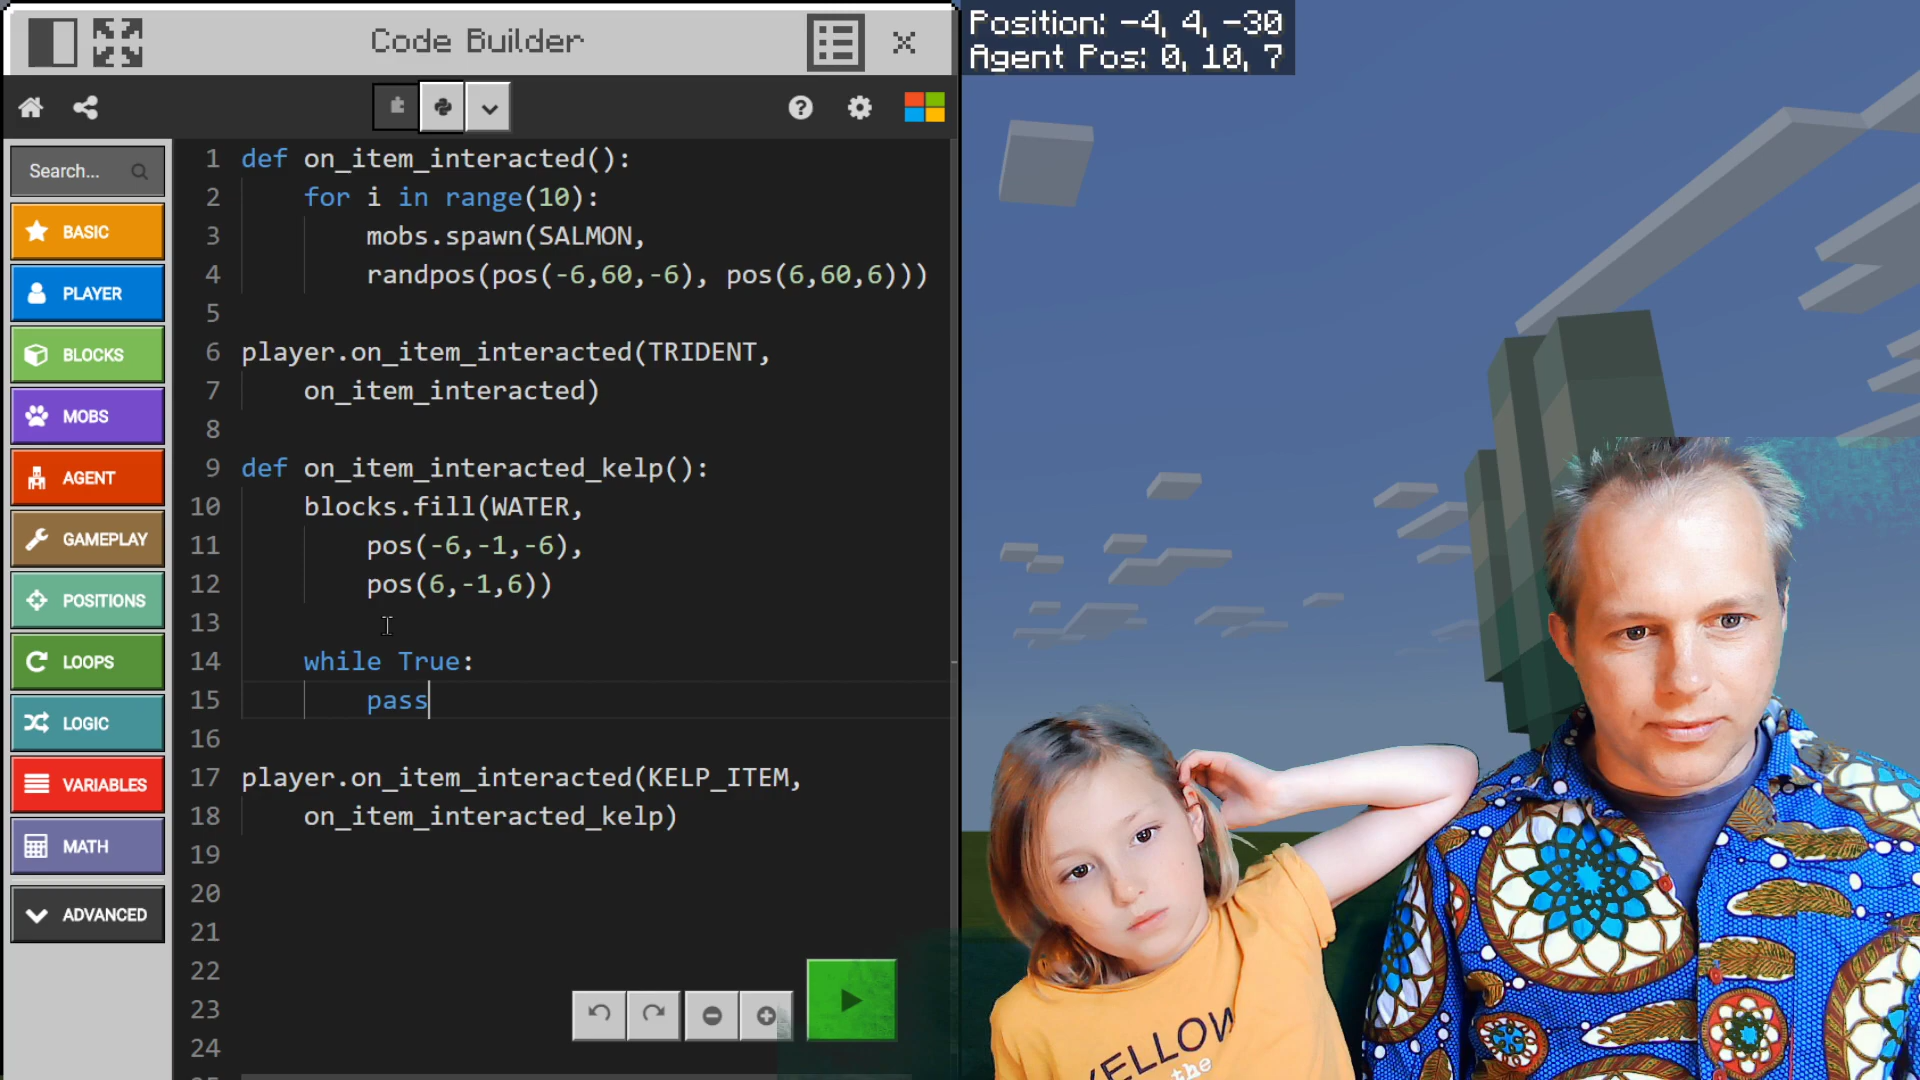 Code Builder
Position: -4, 4, -30
Agent Pos: 0, 10, 7
Search...
BASIC
PLAYER
BLOCKS
MOBS
AGENT
GAMEPLAY
POSITIONS
LOOPS
LOGIC
VARIABLES
MATH
ADVANCED
1 def on_item_interacted():
2 for i in range(10):
3 mobs.spawn(SALMON,
4 randpos(pos(-6,60,-6), pos(6,60,6)))
5
6 player.on_item_interacted(TRIDENT,
7 on_item_interacted)
8
9 def on_item_interacted_kelp():
10 blocks.fill(WATER,
11 pos(-6,-1,-6),
12 pos(6,-1,6))
13
14 while True:
15 pass
16
17 player.on_item_interacted(KELP_ITEM,
18 on_item_interacted_kelp)
19
20
21
22
23
24
YELLOW
the